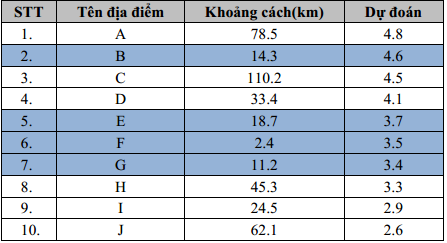 STT Tên địa điểm Khoảng cách(km) Dự đoán
1. A 78.5 4.8
2. B 14.3 4.6
3. C 110.2 4.5
4. D 33.4 4.1
5. E 18.7 3.7
6. F 2.4 3.5
7. G 11.2 3.4
8. H 45.3 3.3
9. I 24.5 2.9
10. J 62.1 2.6